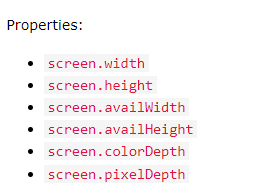 Properties:
screen.width
screen.height
screen.availWidth
screen.availHeight
screen.colorDepth
screen.pixelDepth